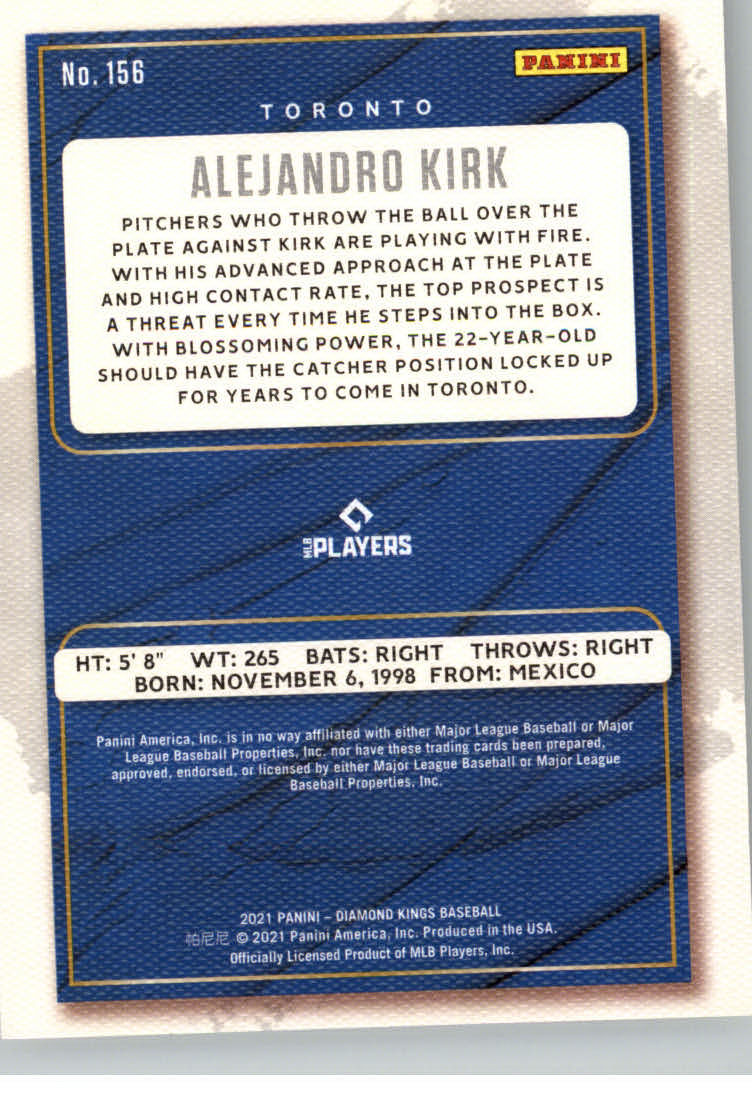 No. 156
PANINI
TORONTO
ALEJANDRO KIRK
PITCHERS WHO THROW THE BALL OVER THE
PLATE AGAINST KIRK ARE PLAYING WITH FIRE.
WITH HIS ADVANCED APPROACH AT THE PLATE
AND HIGH CONTACT RATE, THE TOP PROSPECT IS
A THREAT EVERY TIME HE STEPS INTO THE BOX.
WITH BLOSSOMING POWER, THE 22-YEAR-OLD
SHOULD HAVE THE CATCHER POSITION LOCKED UP
FOR YEARS TO COME IN TORONTO.
MLB PLAYERS
HT: 5' 8" WT: 265 BATS: RIGHT THROWS: RIGHT
BORN: NOVEMBER 6, 1998 FROM: MEXICO
Panini America, Inc. is in no way affiliated with either Major League Baseball or Major
League Baseball Properties, Inc. nor have these trading cards been prepared,
approved, endorsed, or licensed by either Major League Baseball or Major League
Baseball Properties, Inc.
2021 PANINI – DIAMOND KINGS BASEBALL
帕尼尼 © 2021 Panini America, Inc. Produced in the USA.
Officially Licensed Product of MLB Players, Inc.